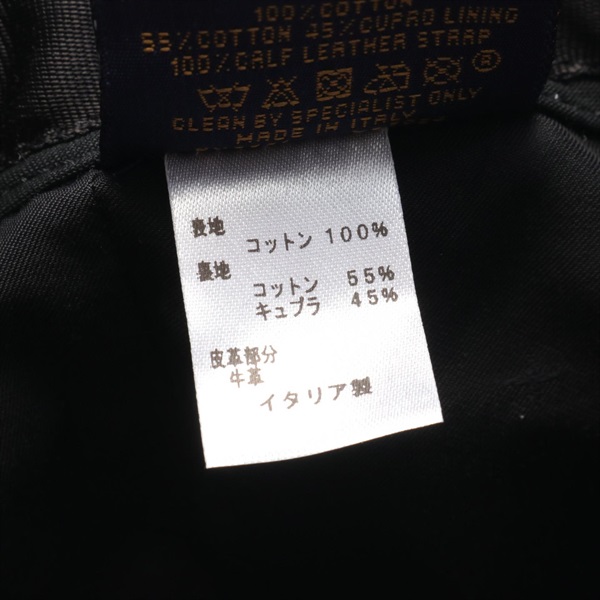 100% COTTON
55% COTTON 45% CUPRO LINING
100% CALF LEATHER STRAP
®
CLEAN BY SPECIALIST ONLY
MADE IN ITALY
表地
コットン 100%
裏地
コットン 55%
キュプラ 45%
皮革部分
牛革
イタリア製